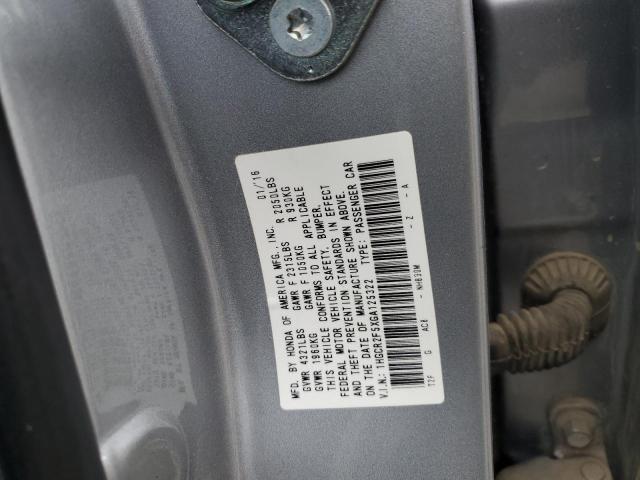 MFD. BY HONDA OF AMERICA MFG., INC. 01/'16
GVWR 4321LBS GAWR F 2315LBS R 2050LBS
GVWR 1960KG GAWR F 1050KG R 930KG
THIS VEHICLE CONFORMS TO ALL APPLICABLE
FEDERAL MOTOR VEHICLE SAFETY, BUMPER,
AND THEFT PREVENTION STANDARDS IN EFFECT
ON THE DATE OF MANUFACTURE SHOWN ABOVE.
V.I.N.: 1HGCR2F5XGA125322 TYPE: PASSENGER CAR
T2F G AC8 - NH830M - Z - A